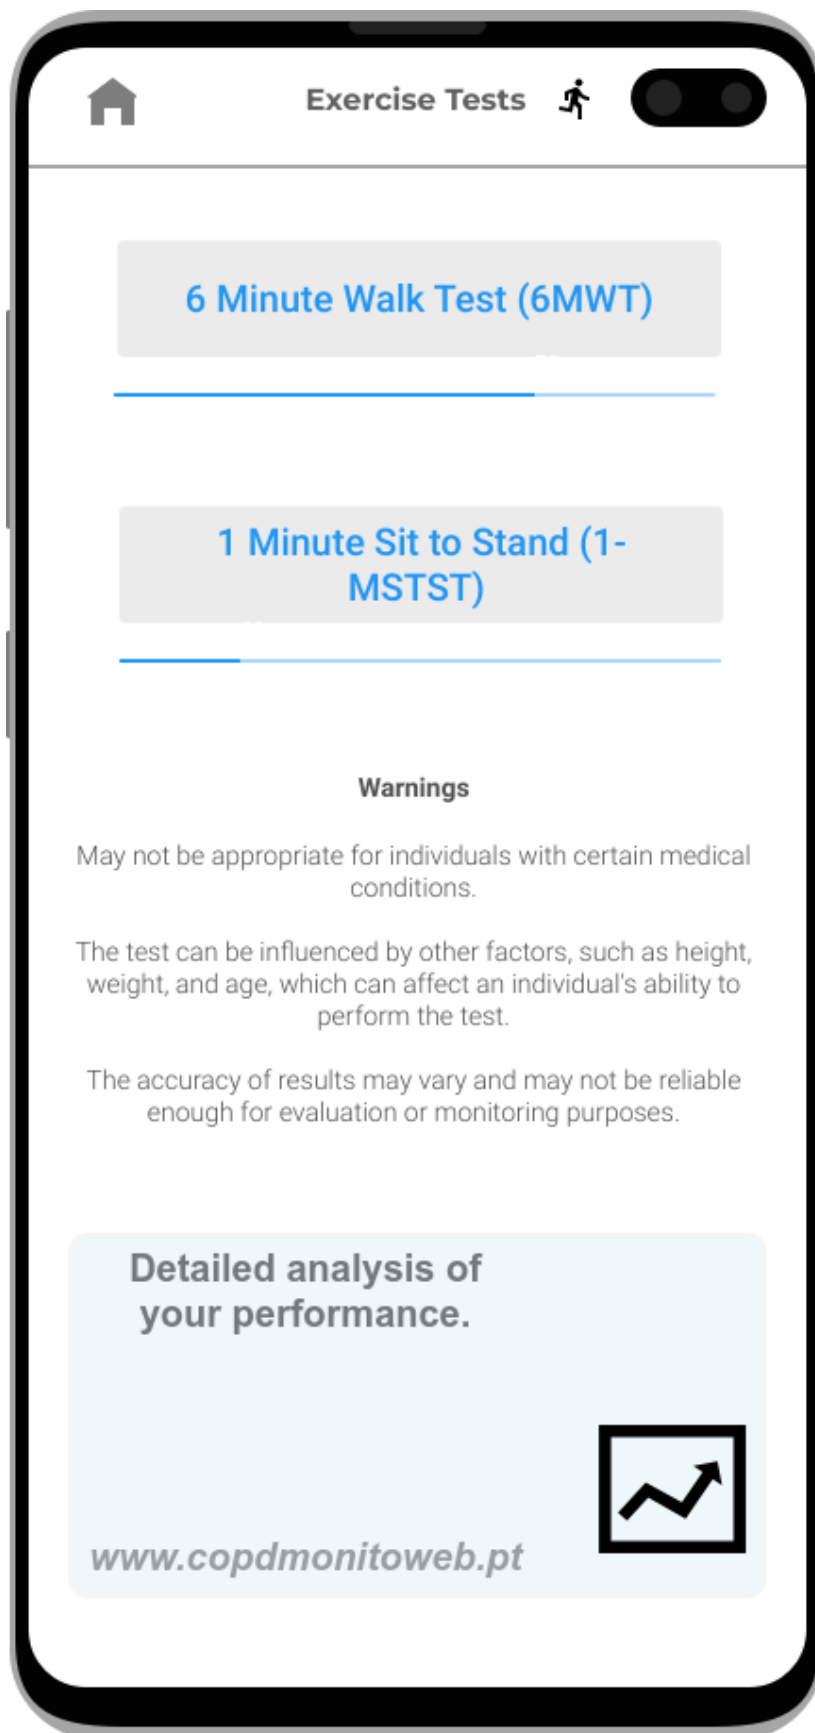 Exercise Tests
6 Minute Walk Test (6MWT)
1 Minute Sit to Stand (1-
MSTST)
Warnings
May not be appropriate for individuals with certain medical
conditions.
The test can be influenced by other factors, such as height,
weight, and age, which can affect an individual's ability to
perform the test.
The accuracy of results may vary and may not be reliable
enough for evaluation or monitoring purposes.
Detailed analysis of
your performance.
www.copdmonitoweb.pt